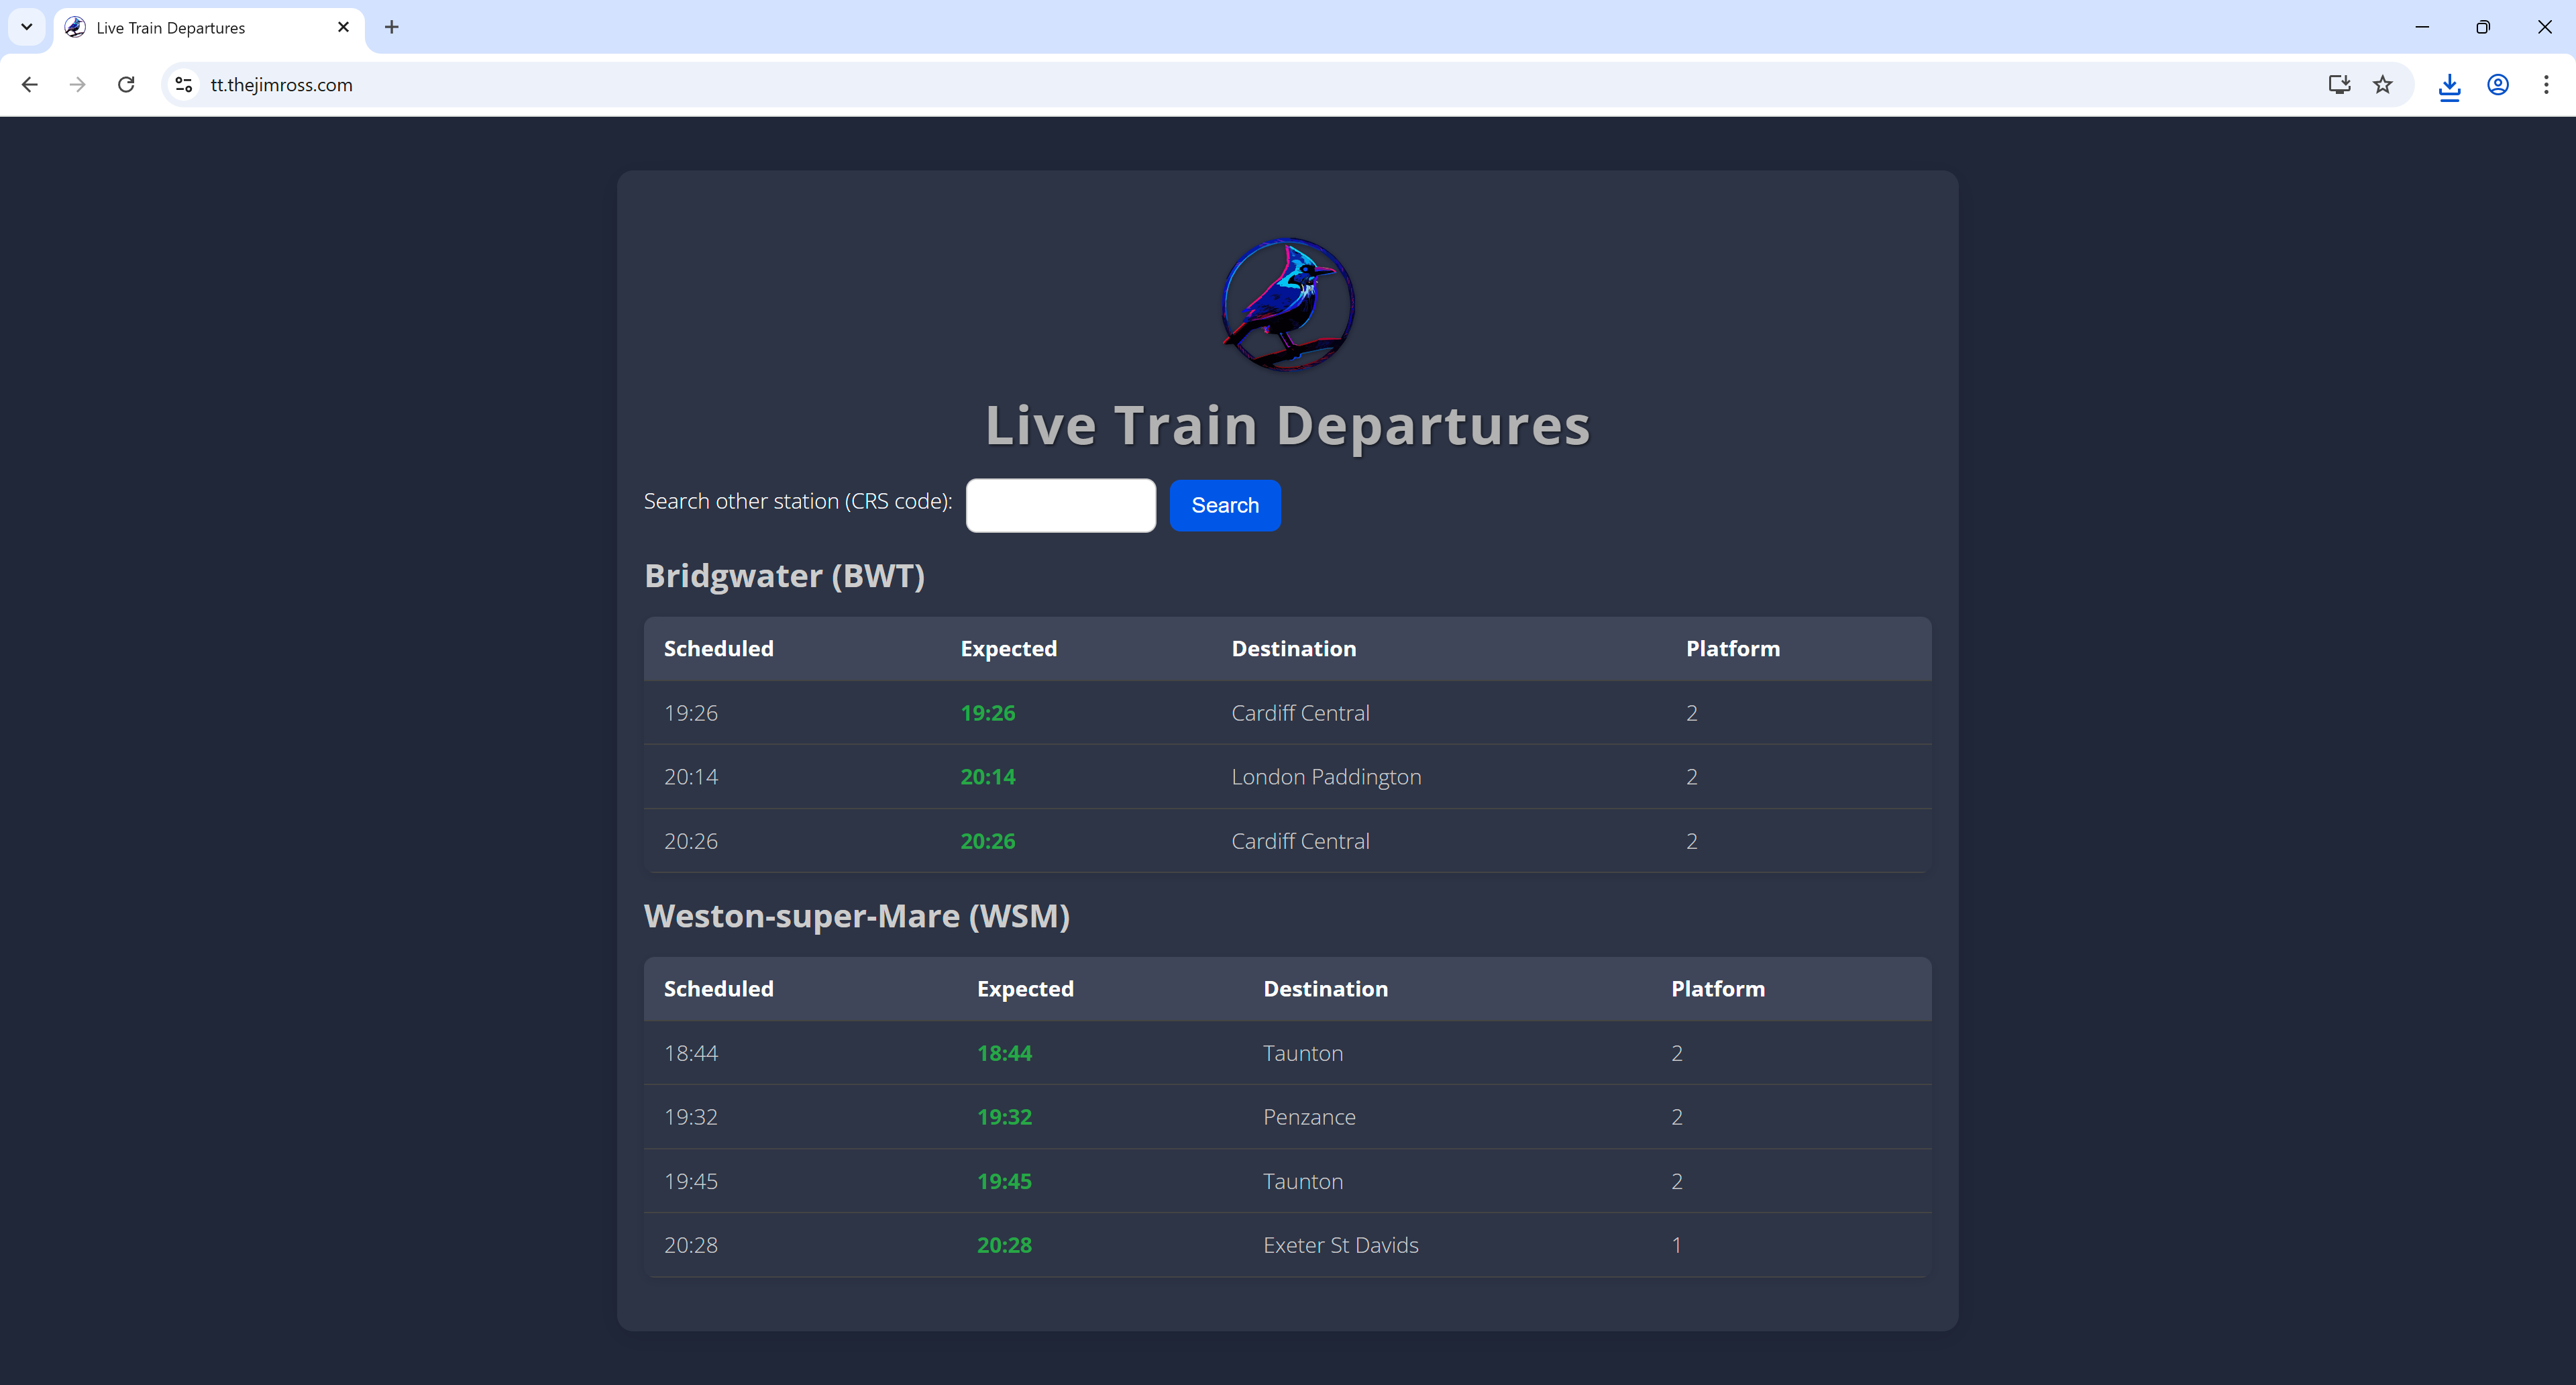 Live Train Departures
tt.thejimross.com
Live Train Departures
Search other station (CRS code): Search
Bridgwater (BWT)
Scheduled Expected Destination Platform
19:26 19:26 Cardiff Central 2
20:14 20:14 London Paddington 2
20:26 20:26 Cardiff Central 2
Weston-super-Mare (WSM)
Scheduled Expected Destination Platform
18:44 18:44 Taunton 2
19:32 19:32 Penzance 2
19:45 19:45 Taunton 2
20:28 20:28 Exeter St Davids 1